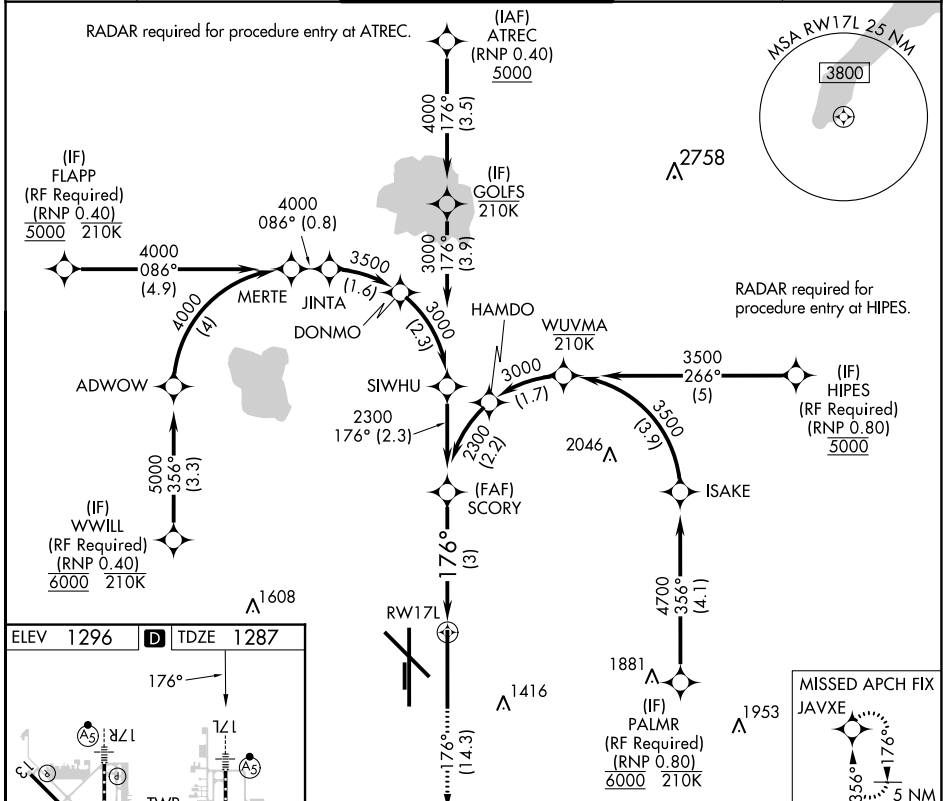 RADAR required for procedure entry at ATREC.
(IAF)
ATREC
(RNP 0.40)
5000
MSA RW17L 25 NM
3800
4000
176°
(3.5)
2758
(IF)
FLAPP
(RF Required)
(RNP 0.40)
5000 210K
(IF)
GOLFS
210K
4000
086° (0.8)
3000
176°
(3.9)
4000
086°
(4.9)
MERTE
JINTA
3500
(1.6)
DONMO
4000
(4)
3000
(2.3)
HAMDO
WUVMA
210K
RADAR required for
procedure entry at HIPES.
ADWOW
SIWHU
3000
(1.7)
3500
266°
(5)
(IF)
HIPES
(RF Required)
(RNP 0.80)
5000
2300
176° (2.3)
2300
(2.2)
3500
(3.9)
2046
5000
356°
(3.3)
(FAF)
SCORY
ISAKE
(IF)
WWILL
(RF Required)
(RNP 0.40)
6000 210K
176°
(3)
4700
356°
(4.1)
1608
RW17L
ELEV 1296 D TDZE 1287
176°
1416
1881
1953
(IF)
PALMR
(RF Required)
(RNP 0.80)
6000 210K
MISSED APCH FIX
JAVXE
176°
356°
5 NM
176°
(14.3)
17R
17L
A5
A5
13
P
P
TWR